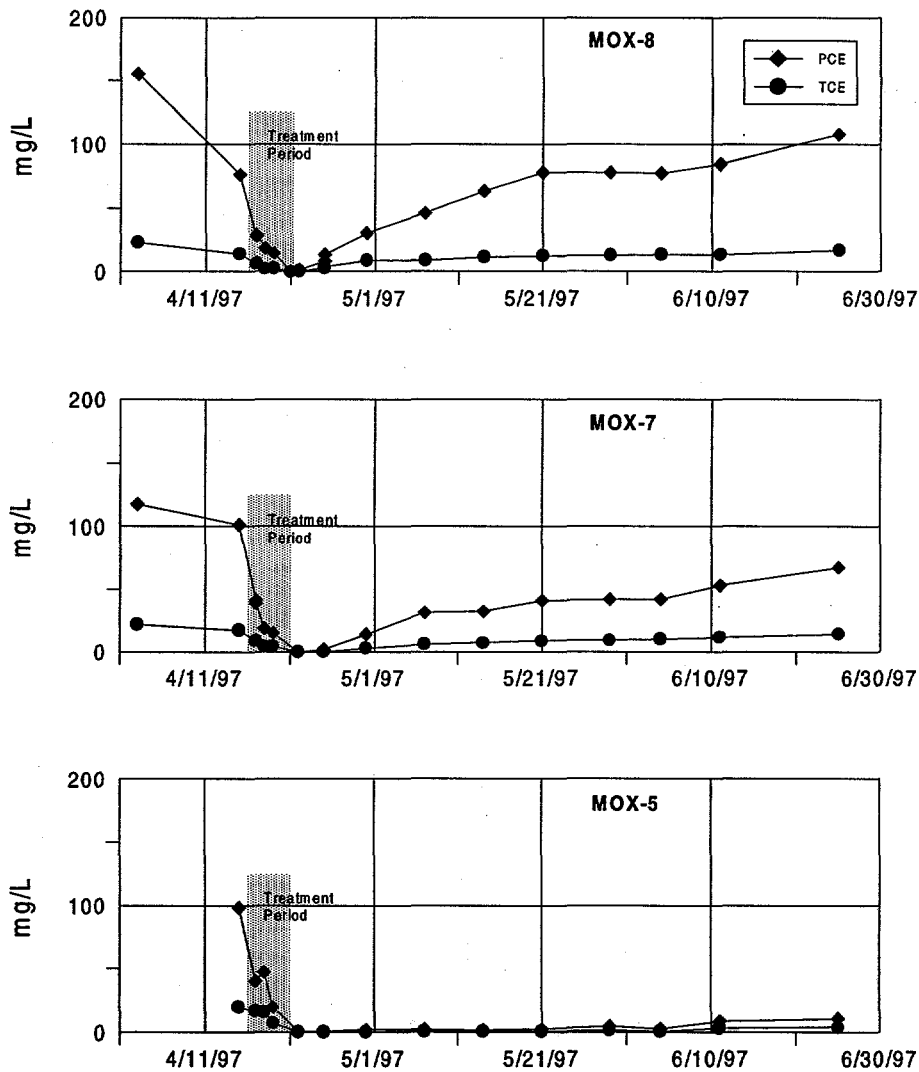 200
MOX-8
PCE
TCE
mg/L
100
Treatment
Period
0
4/11/97 5/1/97 5/21/97 6/10/97 6/30/97
200
MOX-7
mg/L
100
Treatment
Period
0
4/11/97 5/1/97 5/21/97 6/10/97 6/30/97
200
MOX-5
mg/L
100
Treatment
Period
0
4/11/97 5/1/97 5/21/97 6/10/97 6/30/97